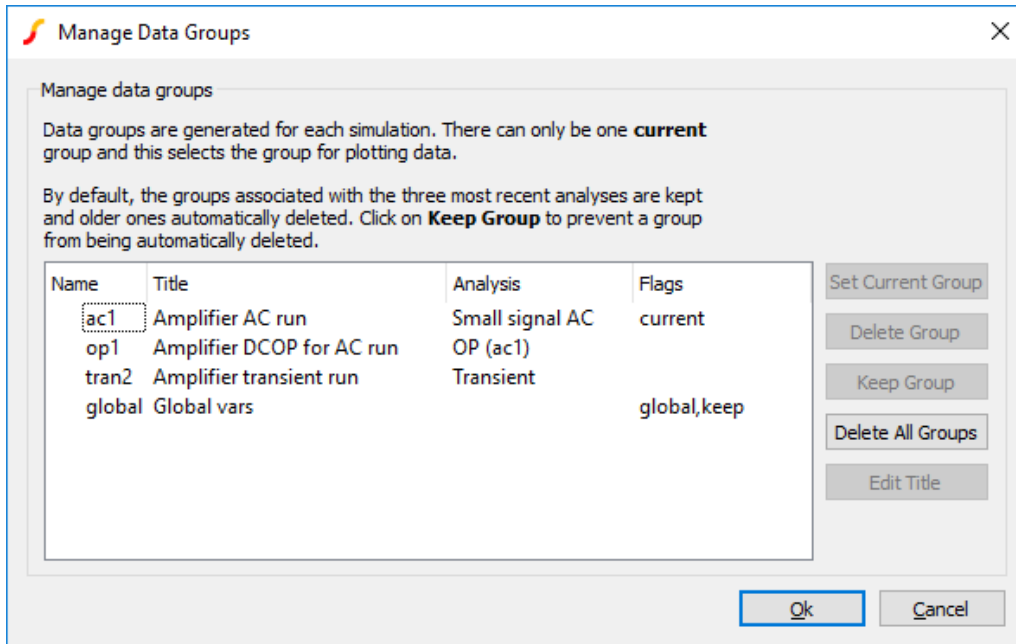 Manage Data Groups
Manage data groups
Data groups are generated for each simulation. There can only be one current
group and this selects the group for plotting data.
By default, the groups associated with the three most recent analyses are kept
and older ones automatically deleted. Click on Keep Group to prevent a group
from being automatically deleted.
Name Title Analysis Flags
ac1 Amplifier AC run Small signal AC current
op1 Amplifier DCOP for AC run OP (ac1)
tran2 Amplifier transient run Transient
global Global vars global,keep
Set Current Group
Delete Group
Keep Group
Delete All Groups
Edit Title
Ok Cancel